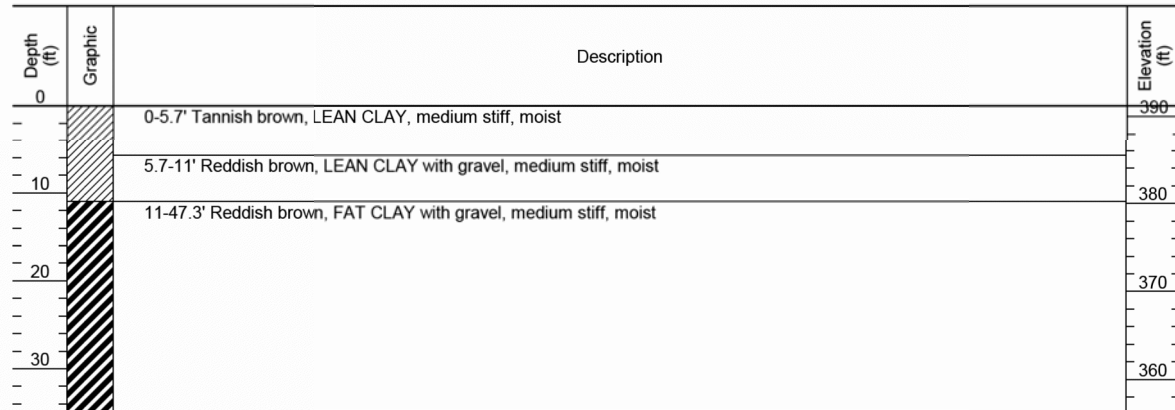 Depth (ft) Graphic Description Elevation (ft)
0
390
0-5.7' Tannish brown, LEAN CLAY, medium stiff, moist
5.7-11' Reddish brown, LEAN CLAY with gravel, medium stiff, moist
10
380
11-47.3' Reddish brown, FAT CLAY with gravel, medium stiff, moist
20
370
30
360